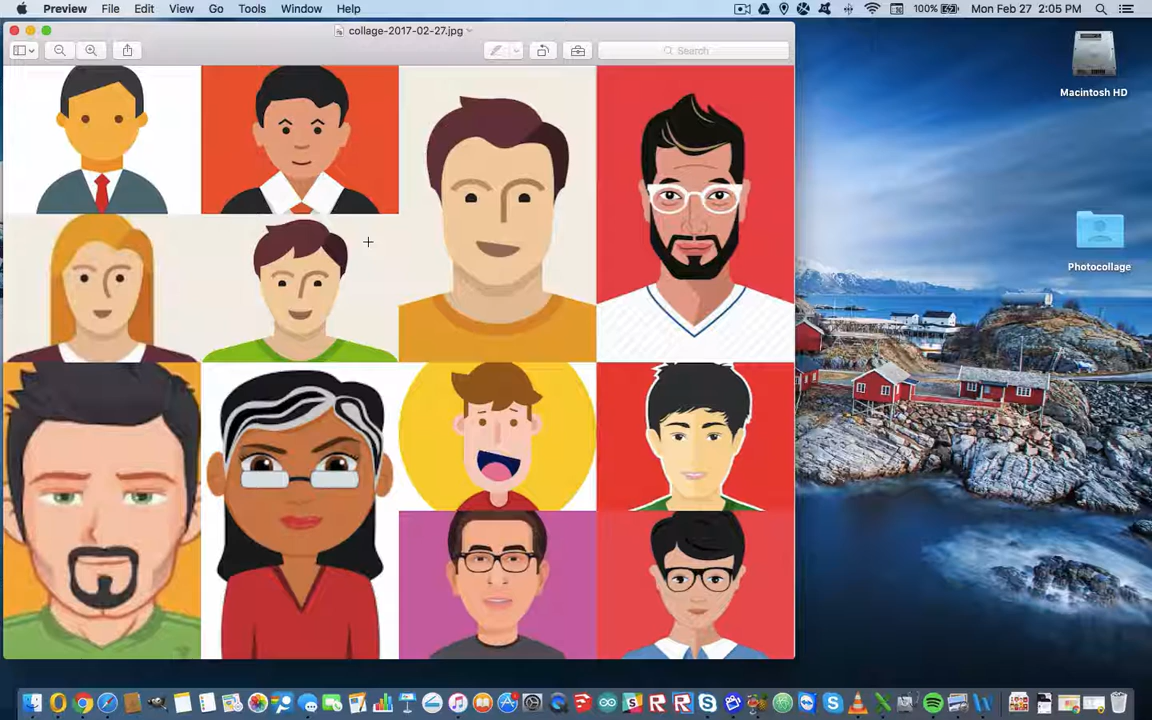 Preview File Edit View Go Tools Window Help 100% Mon Feb 27 2:05 PM
collage-2017-02-27.jpg
Search
Macintosh HD
Photocollage